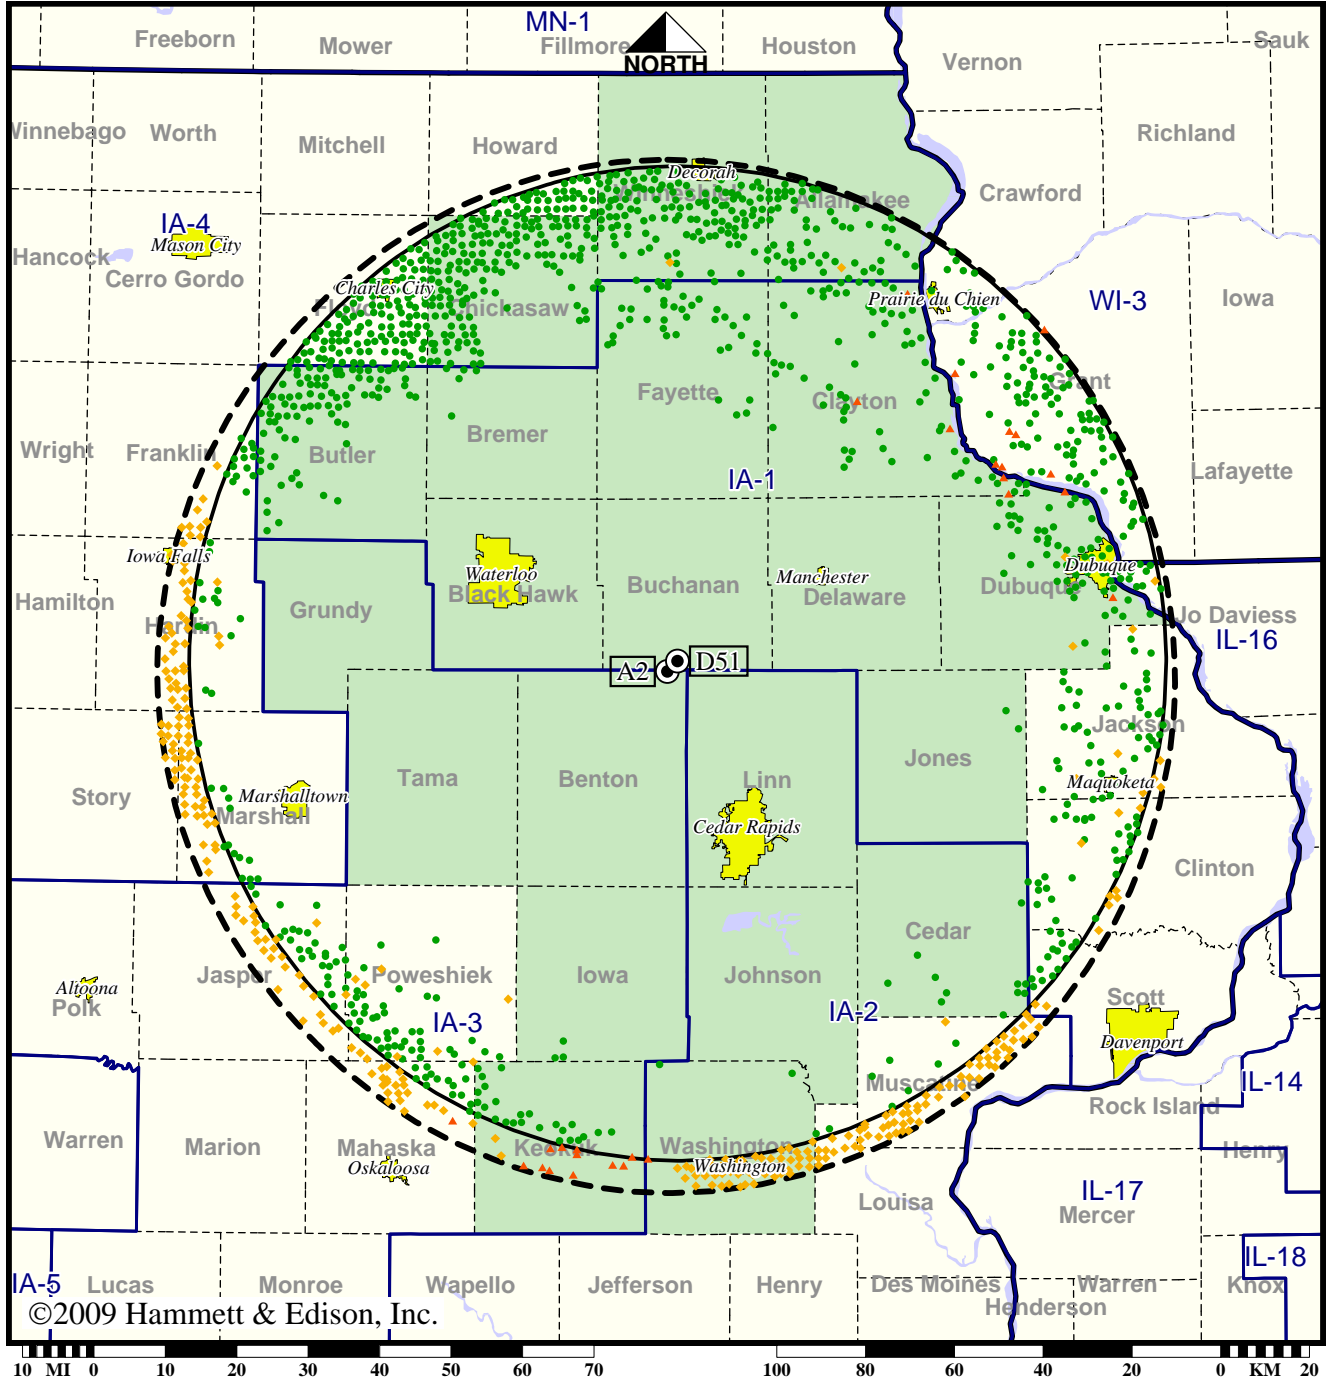 MN-1
Freeborn
Mower
Fillmore
Houston
Sauk
NORTH
Vernon
Winnebago
Worth
Mitchell
Howard
Richland
Decorah
Winneshiek
Allamakee
Crawford
IA-4
Mason City
Hancock
Cerro Gordo
Charles City
Floyd
Chickasaw
Prairie du Chien
WI-3
Iowa
Grant
Fayette
Clayton
Wright
Franklin
Butler
Bremer
IA-1
Lafayette
Iowa Falls
Waterloo
Black Hawk
Buchanan
Manchester
Delaware
Dubuque
Dubuque
Hamilton
Hardin
Grundy
Jo Daviess
IL-16
A2
D51
Jackson
Story
Marshalltown
Marshall
Tama
Benton
Linn
Jones
Maquoketa
Cedar Rapids
Clinton
Jasper
Poweshiek
Iowa
Johnson
Cedar
Altoona
Polk
IA-3
IA-2
Scott
Davenport
Muscatine
IL-14
Rock Island
Warren
Marion
Mahaska
Oskaloosa
Keokuk
Washington
Washington
Henry
Louisa
IL-17
Mercer
IL-18
IA-5
Lucas
Monroe
Wapello
Jefferson
Henry
Des Moines
Henderson
Warren
Knox
©2009 Hammett & Edison, Inc.
10 MI 0 10 20 30 40 50 60 70
100 80 60 40 20 0 KM 20